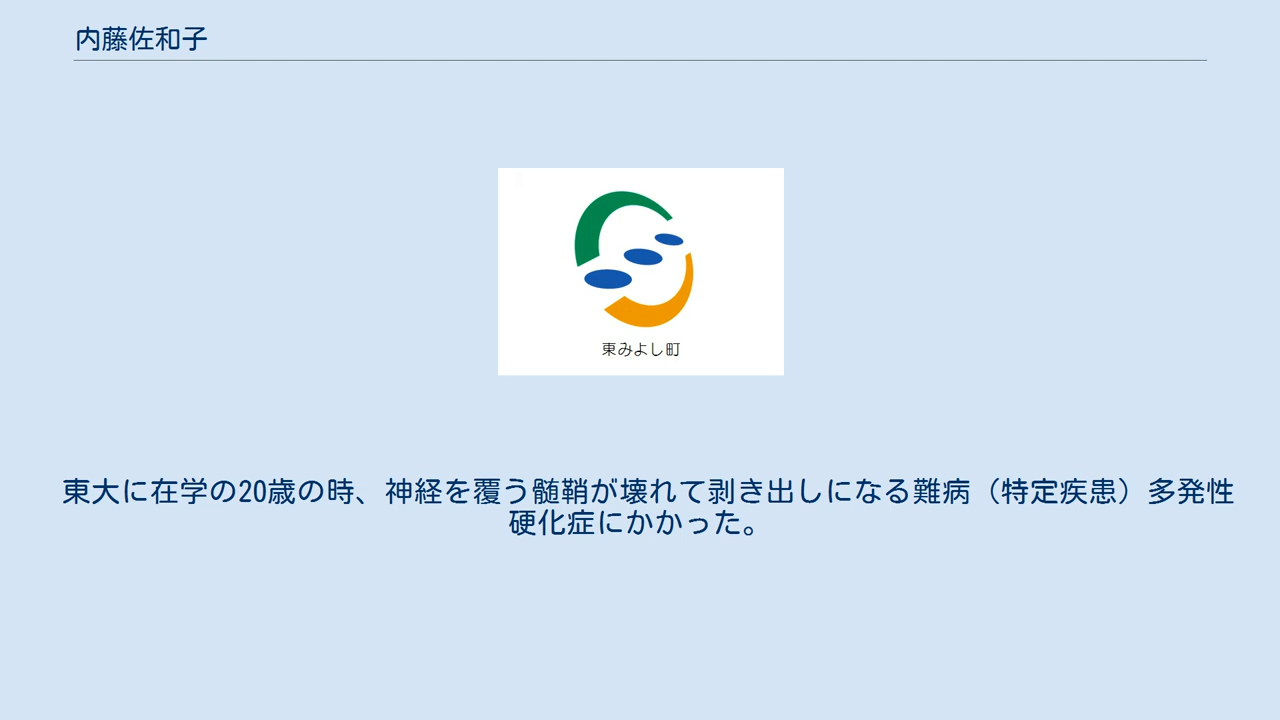 内藤佐和子
東みよし町
東大に在学の20歳の時、神経を覆う髄鞘が壊れて剥き出しになる難病（特定疾患）多発性
硬化症にかかった。